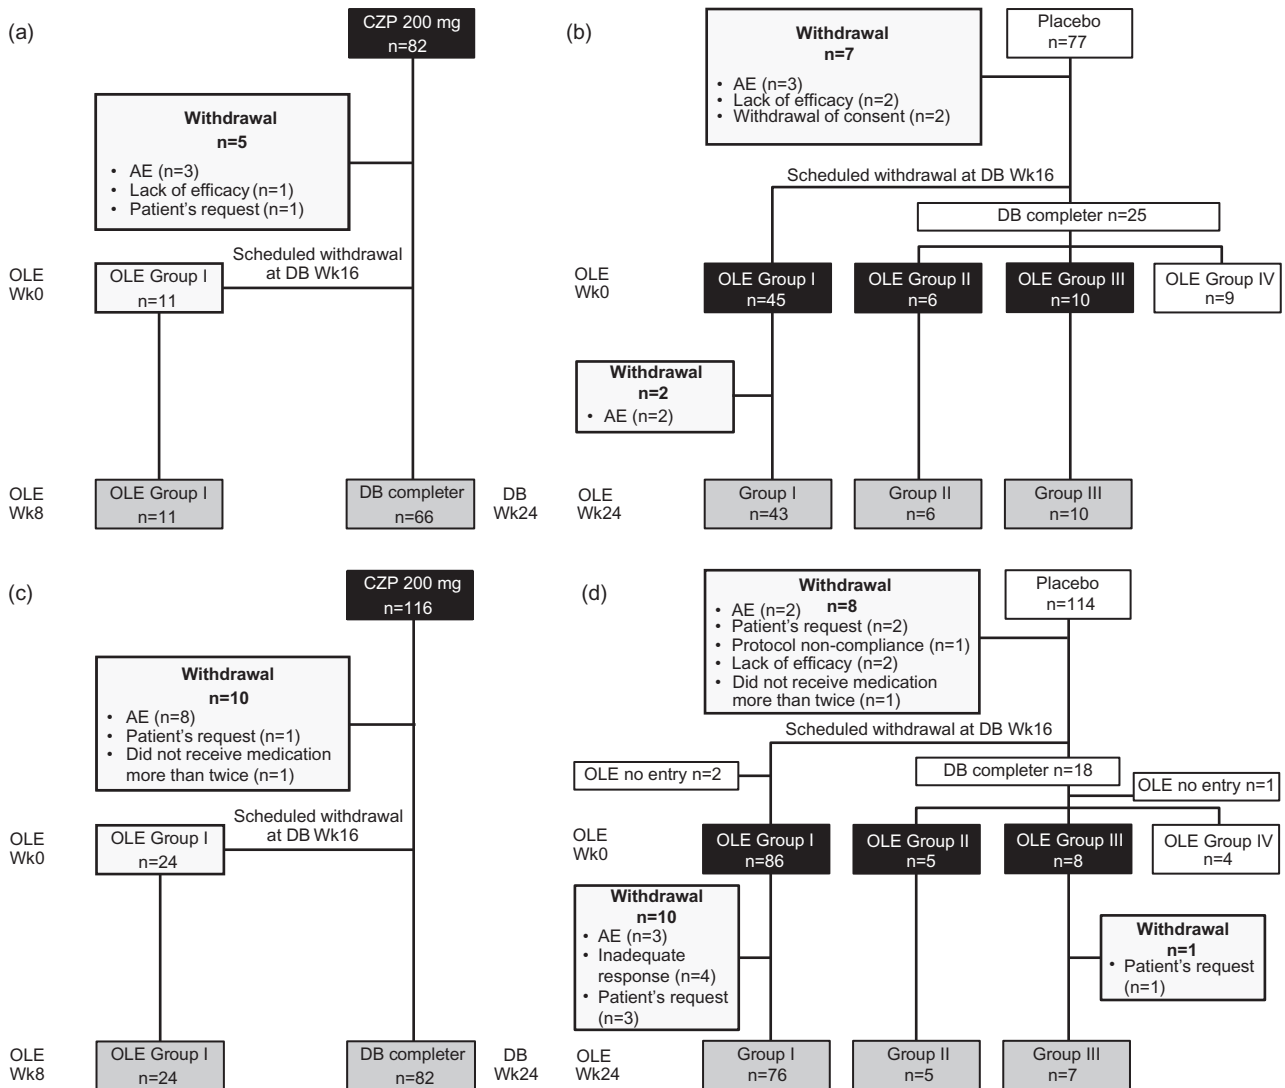 (a)
CZP 200 mg
n=82
Withdrawal
n=5
• AE (n=3)
• Lack of efficacy (n=1)
• Patient's request (n=1)
Scheduled withdrawal
at DB Wk16
OLE
Wk0
OLE Group I
n=11
OLE
Wk8
OLE Group I
n=11
DB completer
n=66
DB
Wk24
(b)
Placebo
n=77
Withdrawal
n=7
• AE (n=3)
• Lack of efficacy (n=2)
• Withdrawal of consent (n=2)
Scheduled withdrawal at DB Wk16
DB completer n=25
OLE
Wk0
OLE Group I
n=45
OLE Group II
n=6
OLE Group III
n=10
OLE Group IV
n=9
Withdrawal
n=2
• AE (n=2)
OLE
Wk24
Group I
n=43
Group II
n=6
Group III
n=10
(c)
CZP 200 mg
n=116
Withdrawal
n=10
• AE (n=8)
• Patient's request (n=1)
• Did not receive medication
more than twice (n=1)
Scheduled withdrawal
at DB Wk16
OLE
Wk0
OLE Group I
n=24
OLE
Wk8
OLE Group I
n=24
DB completer
n=82
DB
Wk24
(d)
Placebo
n=114
Withdrawal
n=8
• AE (n=2)
• Patient's request (n=2)
• Protocol non-compliance (n=1)
• Lack of efficacy (n=2)
• Did not receive medication
more than twice (n=1)
Scheduled withdrawal at DB Wk16
OLE no entry n=2
DB completer n=18
OLE no entry n=1
OLE
Wk0
OLE Group I
n=86
OLE Group II
n=5
OLE Group III
n=8
OLE Group IV
n=4
Withdrawal
n=10
• AE (n=3)
• Inadequate
response (n=4)
• Patient's request
(n=3)
Withdrawal
n=1
• Patient's request
(n=1)
OLE
Wk24
Group I
n=76
Group II
n=5
Group III
n=7